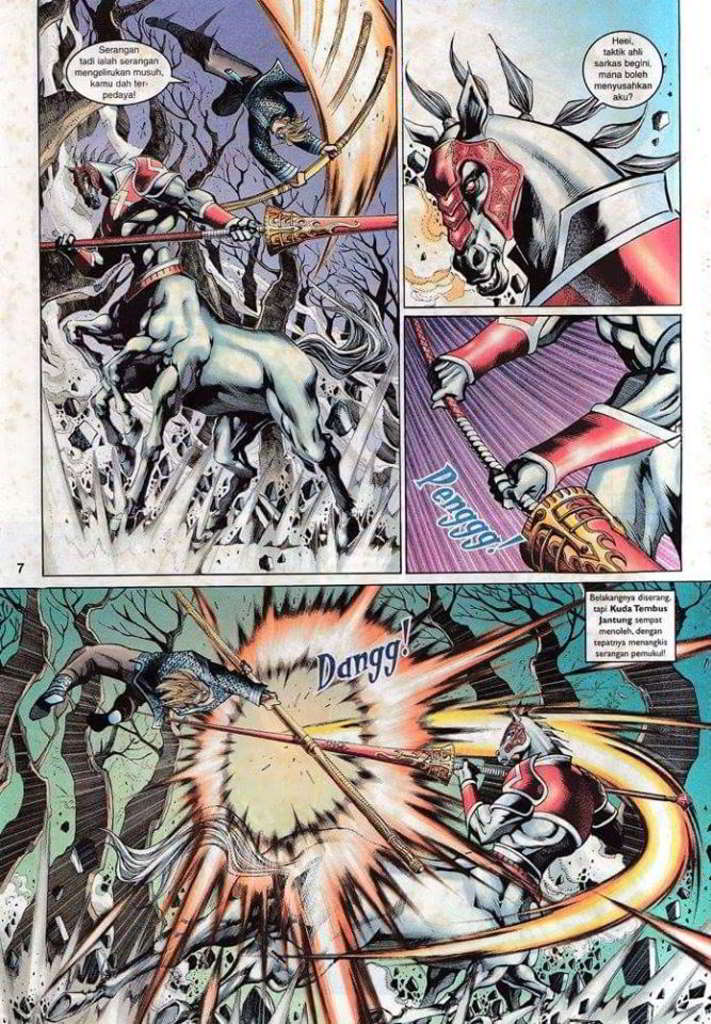 Serangan
tadi ialah serangan
mengelirukan musuh,
kamu dah ter-
pedaya!
Heei,
taktik ahli
sarkas begini,
mana boleh
menyusahkan
aku?
Penggg!
7
Belakangnya diserang,
tapi Kuda Tembus
Jantung sempat
menoleh, dengan
tepatnya menangkis
serangan pemukul!
Dangg!